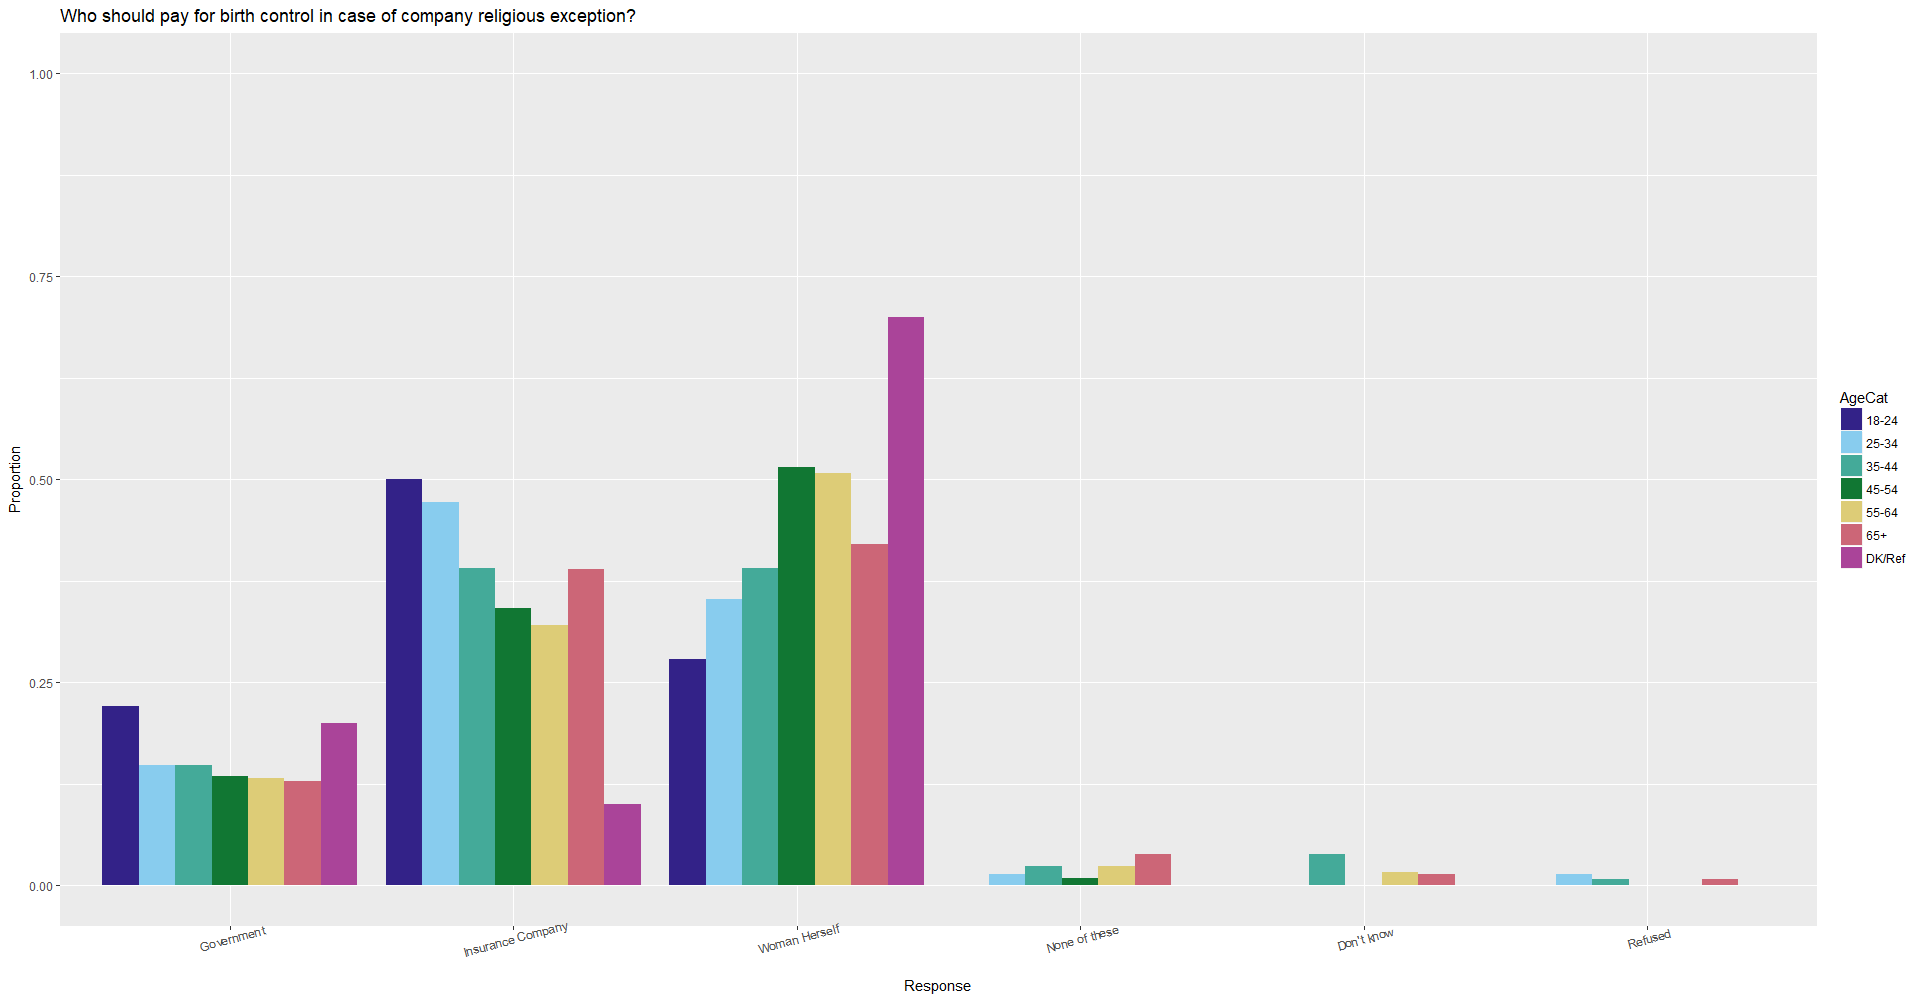 Who should pay for birth control in case of company religious exception?
1.00
0.75
0.50
0.25
0.00
Proportion
Government
Insurance Company
Woman Herself
None of these
Don't know
Refused
Response
AgeCat
18-24
25-34
35-44
45-54
55-64
65+
DK/Ref